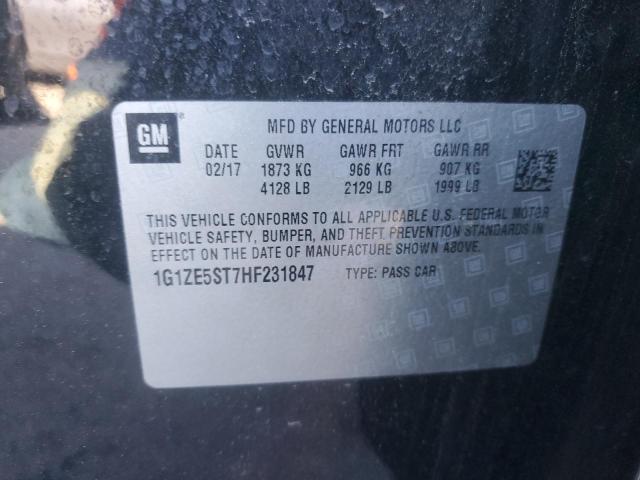 GM
MFD BY GENERAL MOTORS LLC
DATE GVWR GAWR FRT GAWR RR
02/17 1873 KG 966 KG 907 KG
4128 LB 2129 LB 1999 LB
THIS VEHICLE CONFORMS TO ALL APPLICABLE U.S. FEDERAL MOTOR
VEHICLE SAFETY, BUMPER, AND THEFT PREVENTION STANDARDS IN
EFFECT ON THE DATE OF MANUFACTURE SHOWN ABOVE.
1G1ZE5ST7HF231847 TYPE: PASS CAR